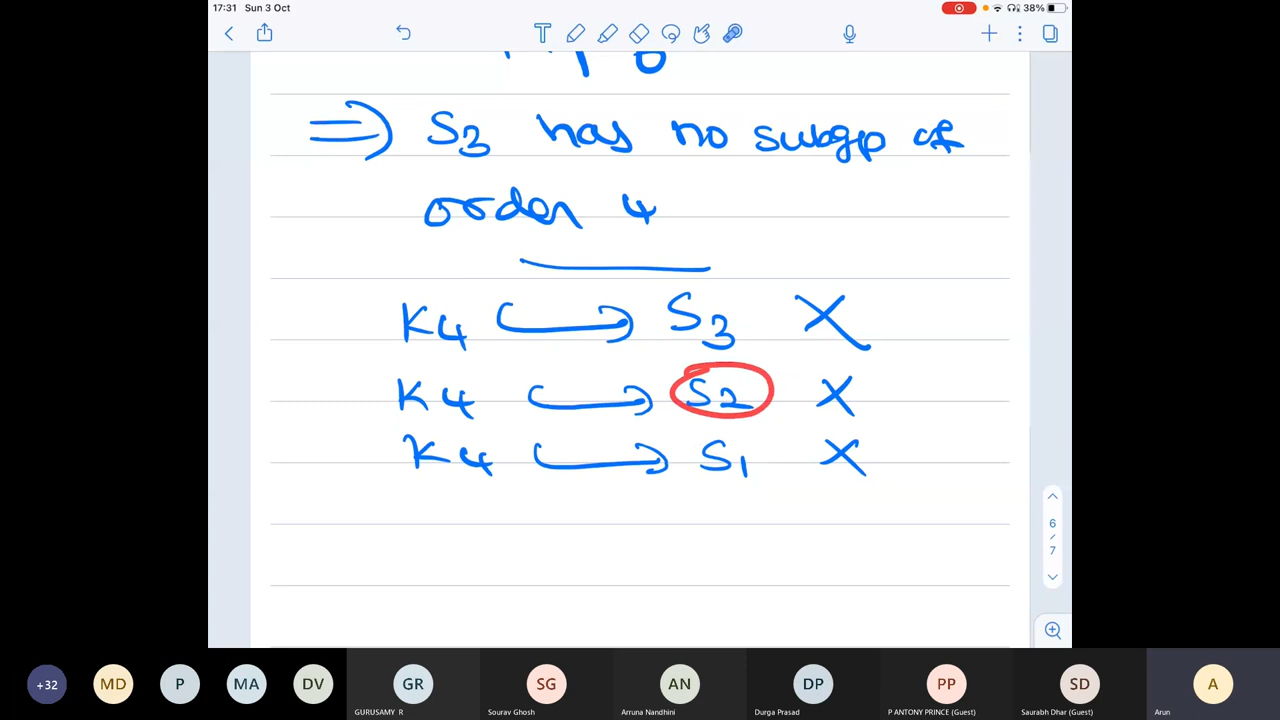 17:31 Sun 3 Oct
38%
T
=> S3 has no subgp of
order 4
K4 ↪ S3 X
K4 ↪ S2 X
K4 ↪ S1 X
6
/
7
+32 MD P MA DV GR SG AN DP PP SD A
GURUSAMY R Sourav Ghosh Arruna Nandhini Durga Prasad P ANTONY PRINCE (Guest) Saurabh Dhar (Guest) Arun